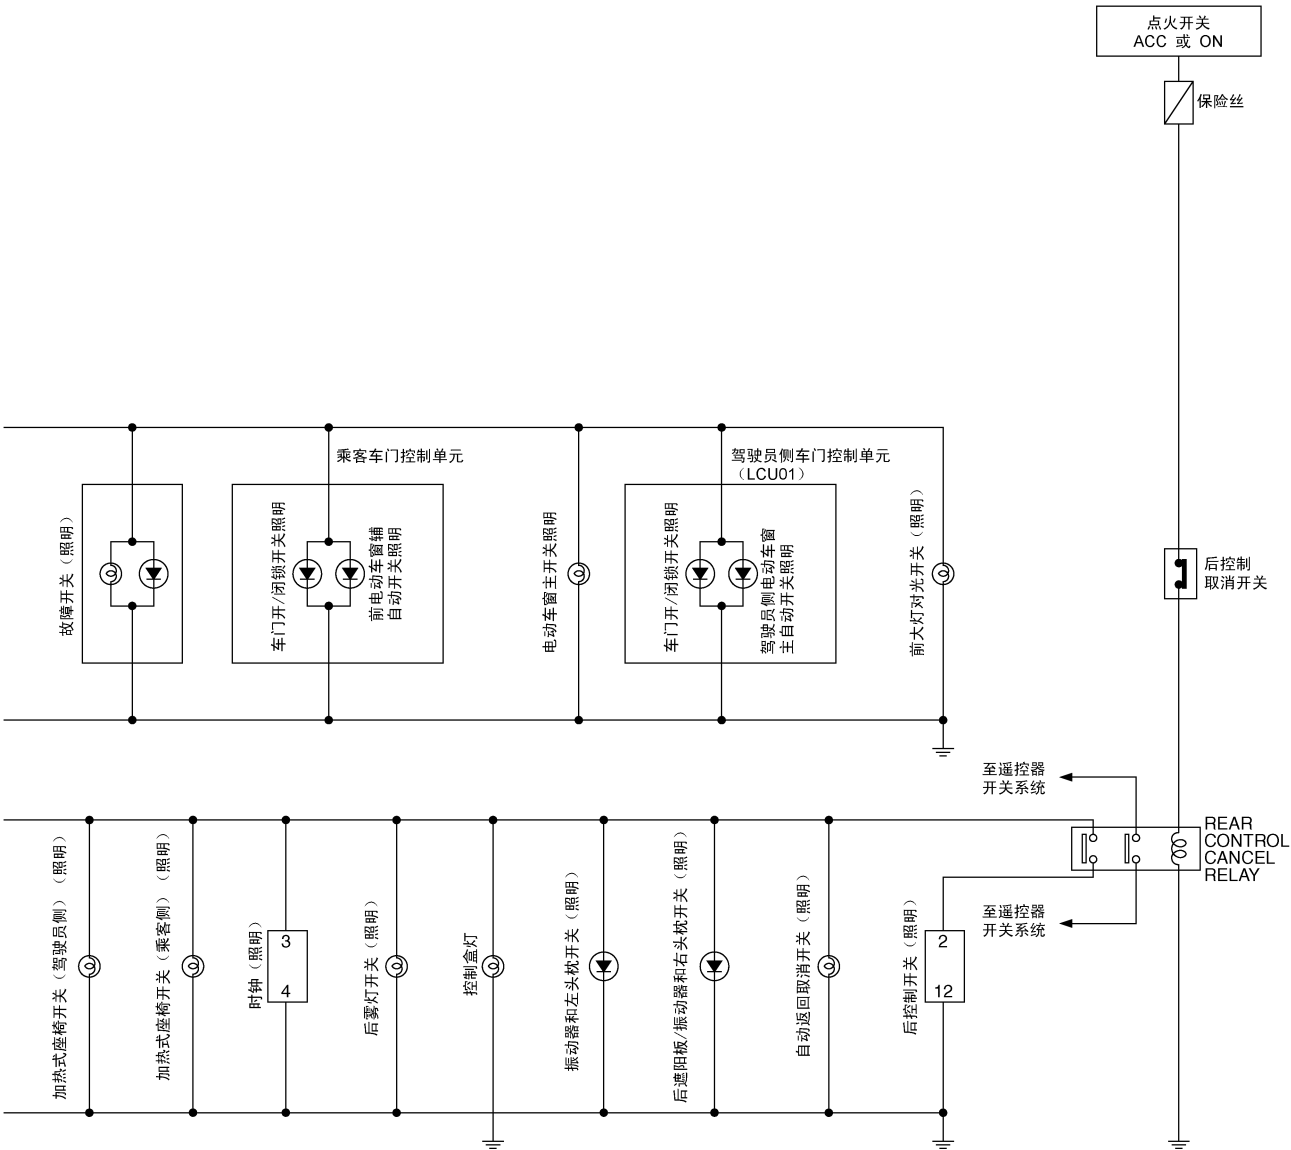 点火开关
ACC 或 ON
保险丝
乘客车门控制单元
驾驶员侧车门控制单元
（LCU01）
故障开关（照明）
车门开/闭锁开关照明
前电动车窗辅
自动开关照明
电动车窗主开关照明
车门开/闭锁开关照明
驾驶员侧电动车窗
主自动开关照明
前大灯对光开关（照明）
后控制
取消开关
至遥控器
开关系统
REAR
CONTROL
CANCEL
RELAY
至遥控器
开关系统
加热式座椅开关（驾驶员侧）（照明）
加热式座椅开关（乘客侧）（照明）
时钟（照明）
3
4
后雾灯开关（照明）
控制盒灯
振动器和左头枕开关（照明）
后遮阳板/振动器和右头枕开关（照明）
自动返回取消开关（照明）
后控制开关（照明）
2
12